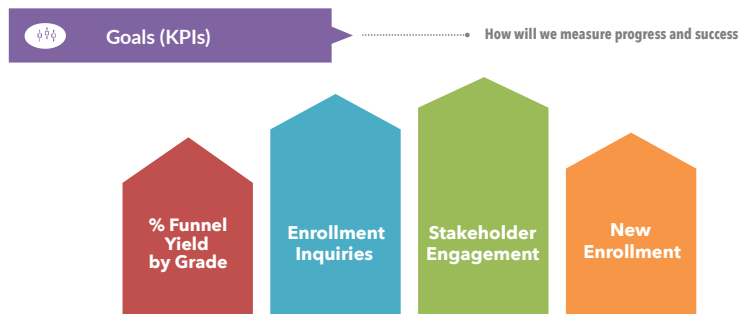 Goals (KPIs)
How will we measure progress and success
% Funnel
Yield
by Grade
Enrollment
Inquiries
Stakeholder
Engagement
New
Enrollment